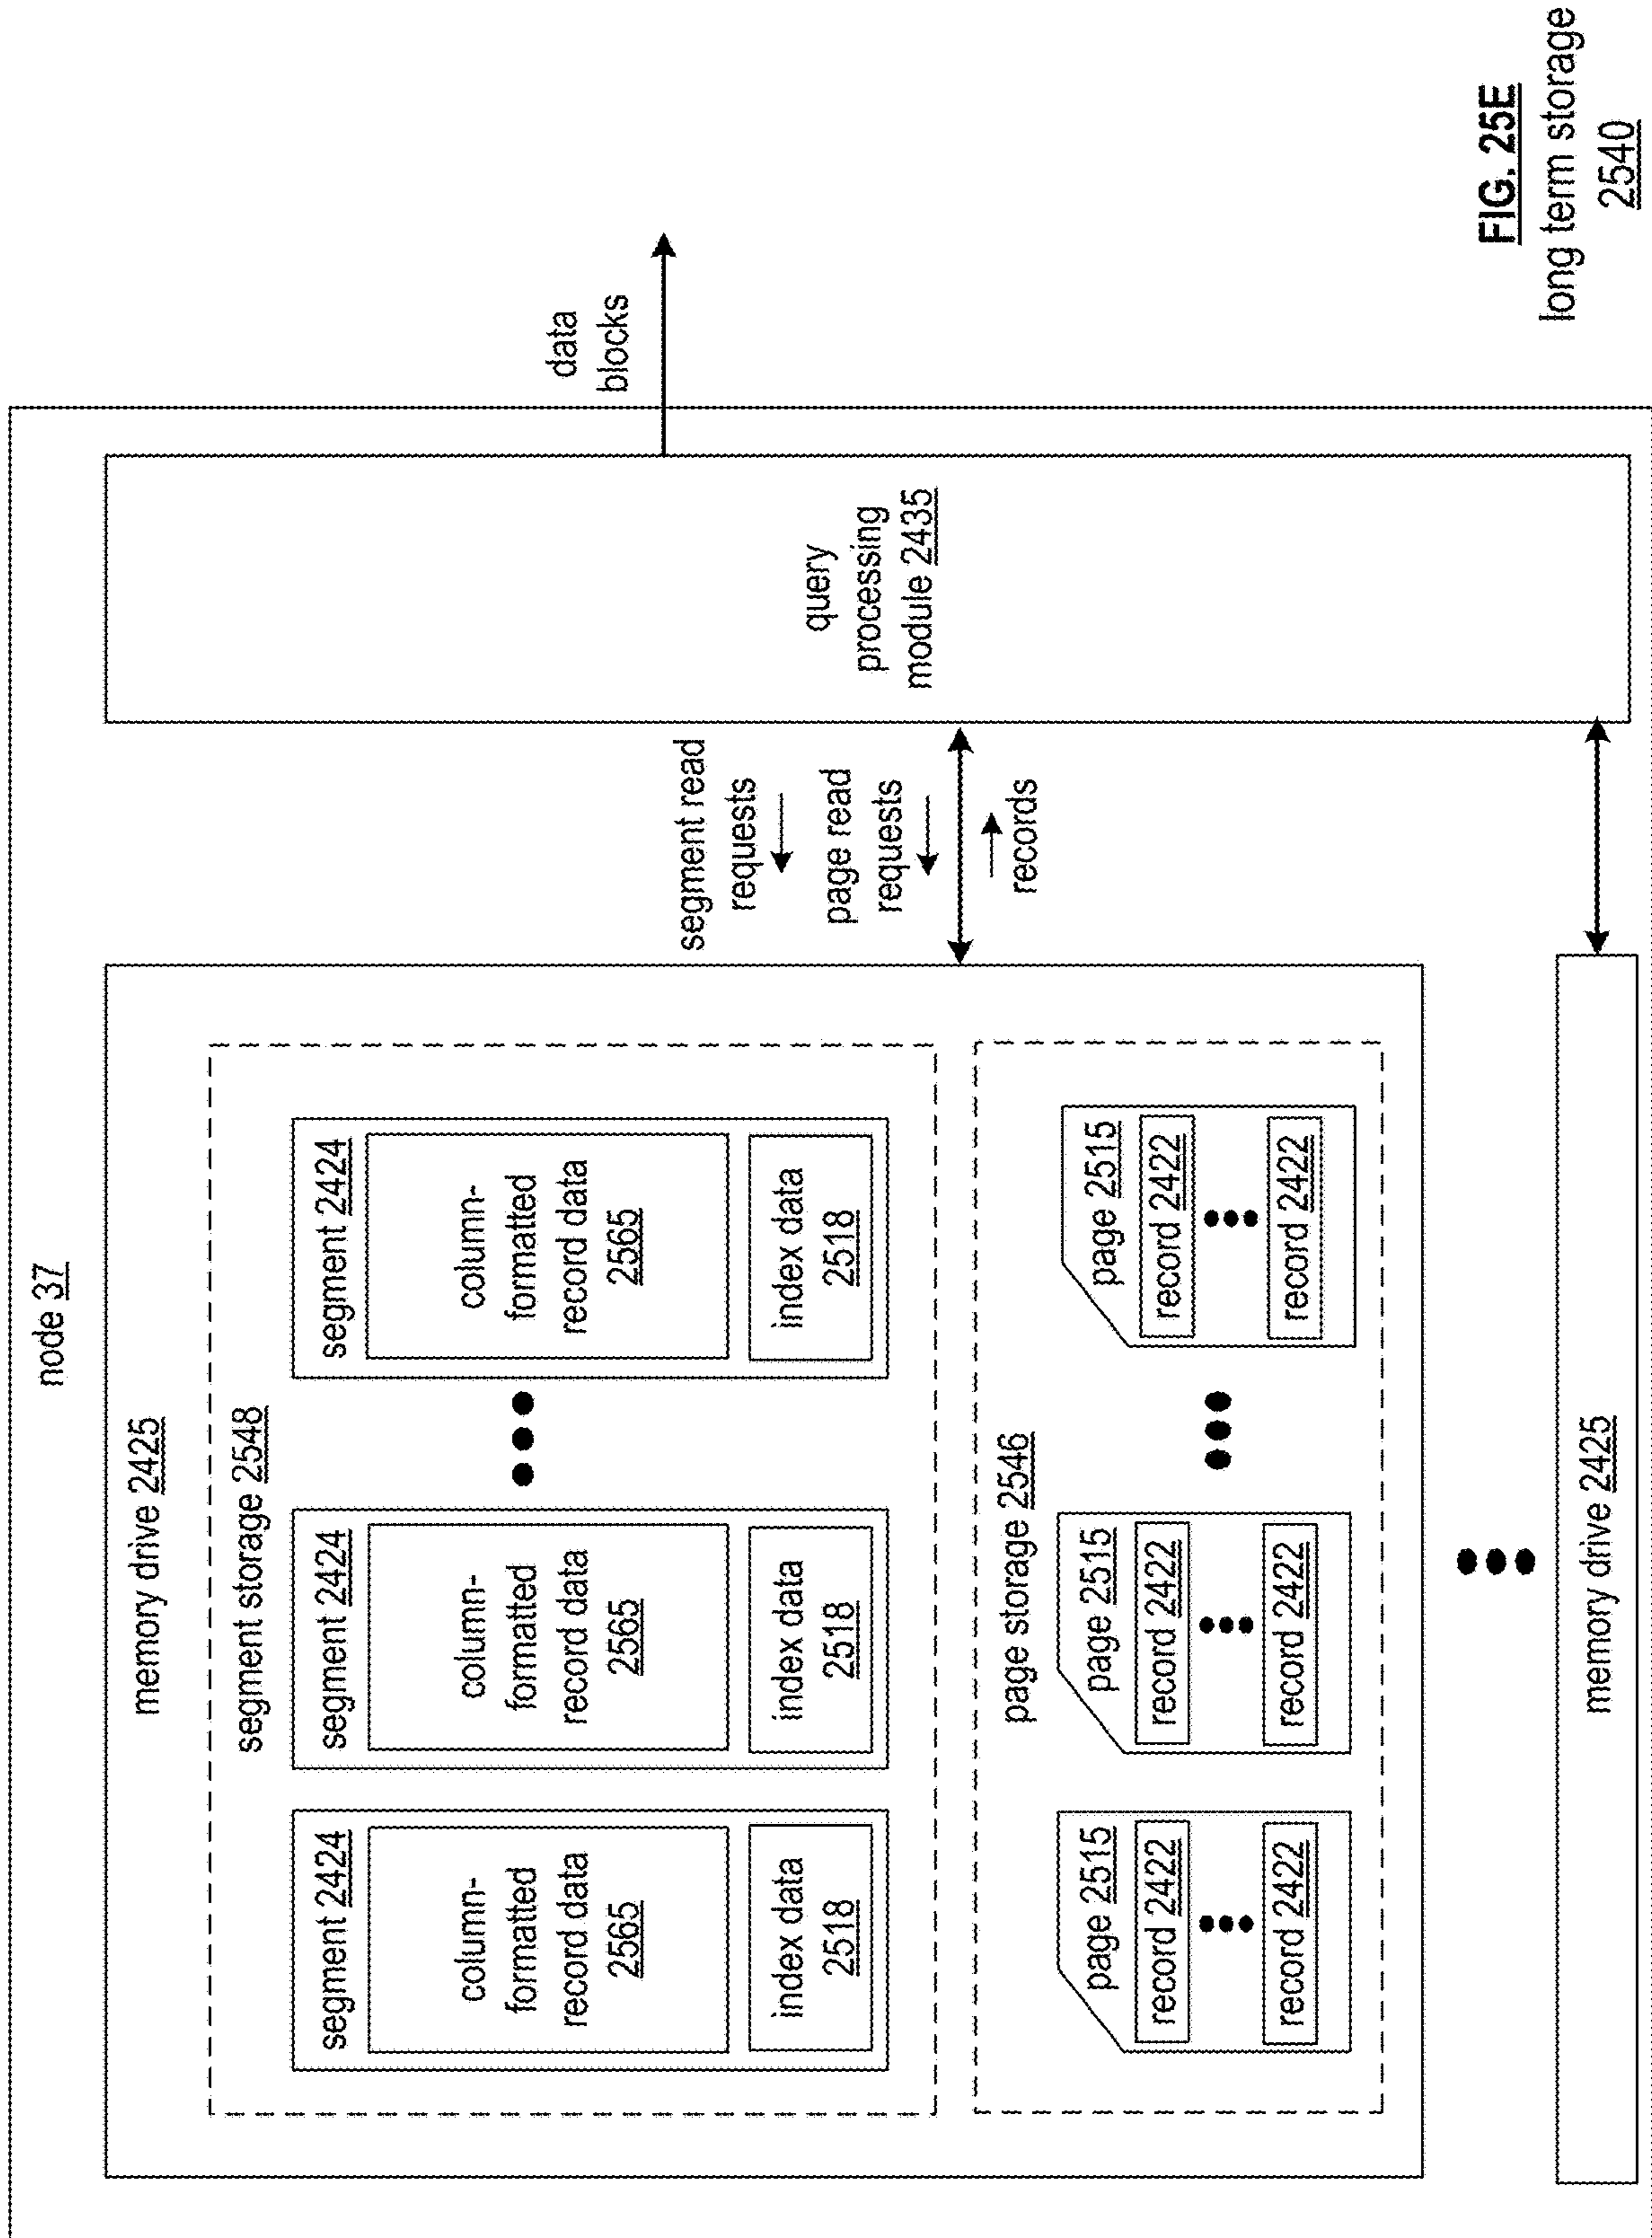 node 37
memory drive 2425
segment storage 2548
segment 2424
column-
formatted
record data
2565
index data
2518
segment 2424
column-
formatted
record data
2565
index data
2518
segment 2424
column-
formatted
record data
2565
index data
2518
page storage 2546
page 2515
record 2422
record 2422
page 2515
record 2422
record 2422
page 2515
record 2422
record 2422
memory drive 2425
segment read
requests
page read
requests
records
query
processing
module 2435
data
blocks
FIG. 25E
long term storage
2540